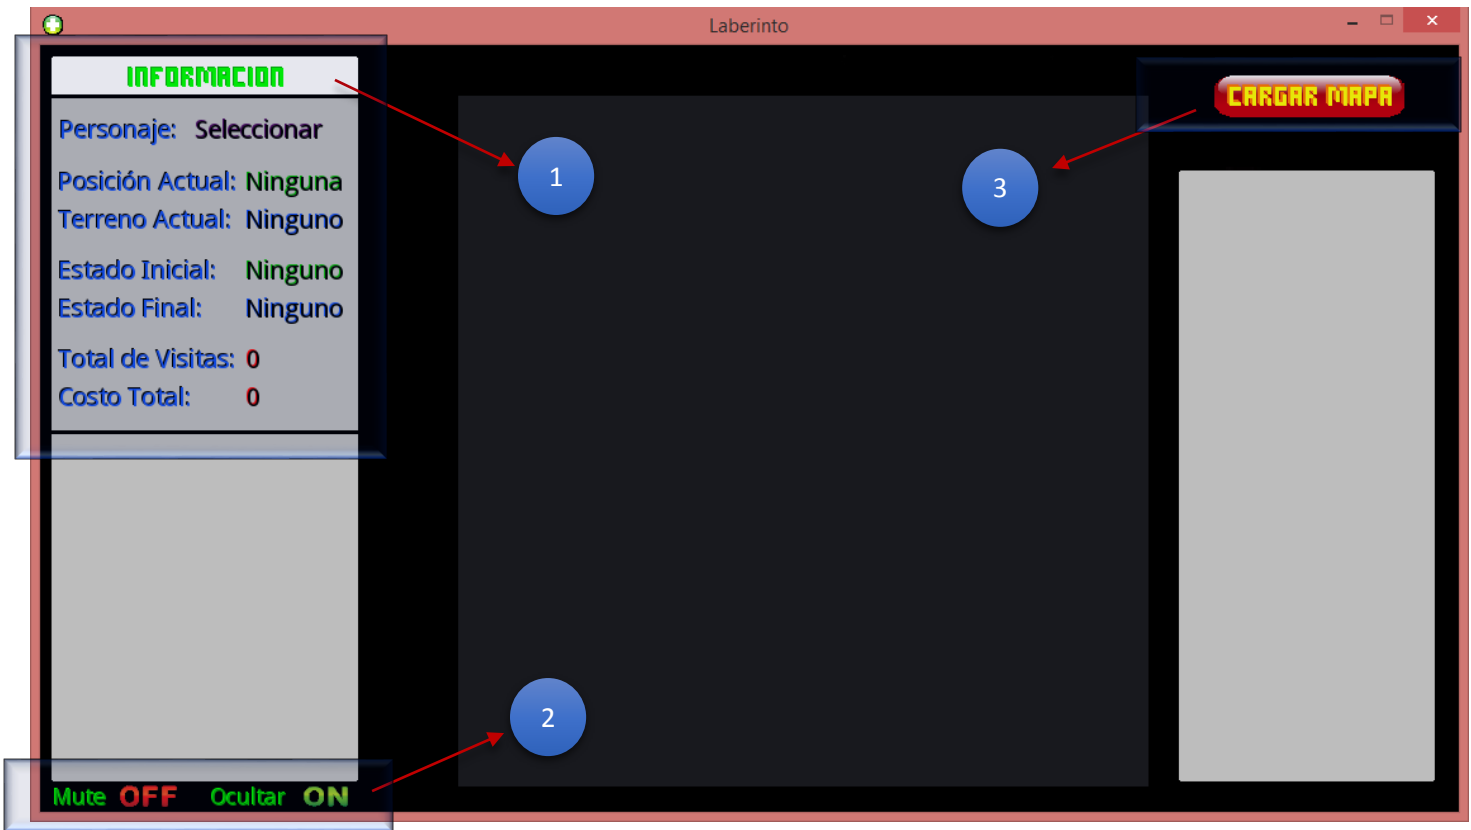 Laberinto
INFORMACION
Personaje: Seleccionar
Posición Actual: Ninguna
Terreno Actual: Ninguno
Estado Inicial: Ninguno
Estado Final: Ninguno
Total de Visitas: 0
Costo Total: 0
Mute OFF Ocultar ON
1
2
3
CARGAR MAPA